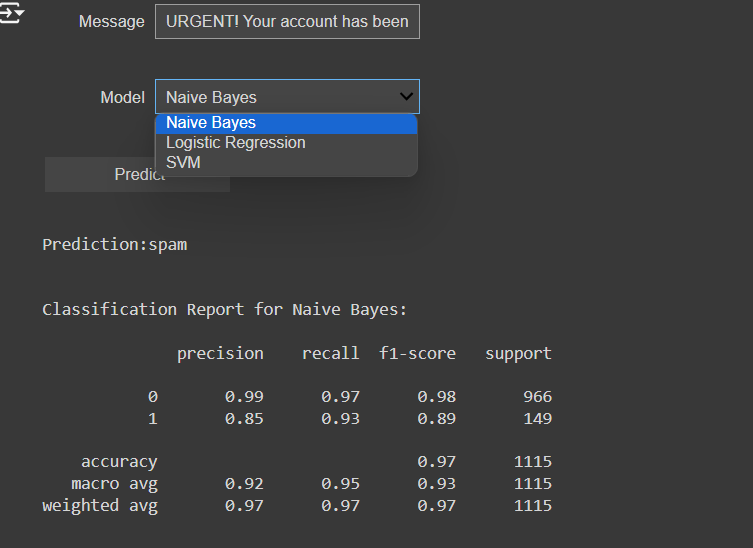 Message URGENT! Your account has been
Model Naive Bayes
Naive Bayes
Logistic Regression
SVM
Predict
Prediction:spam
Classification Report for Naive Bayes:
precision recall f1-score support
0 0.99 0.97 0.98 966
1 0.85 0.93 0.89 149
accuracy 0.97 1115
macro avg 0.92 0.95 0.93 1115
weighted avg 0.97 0.97 0.97 1115